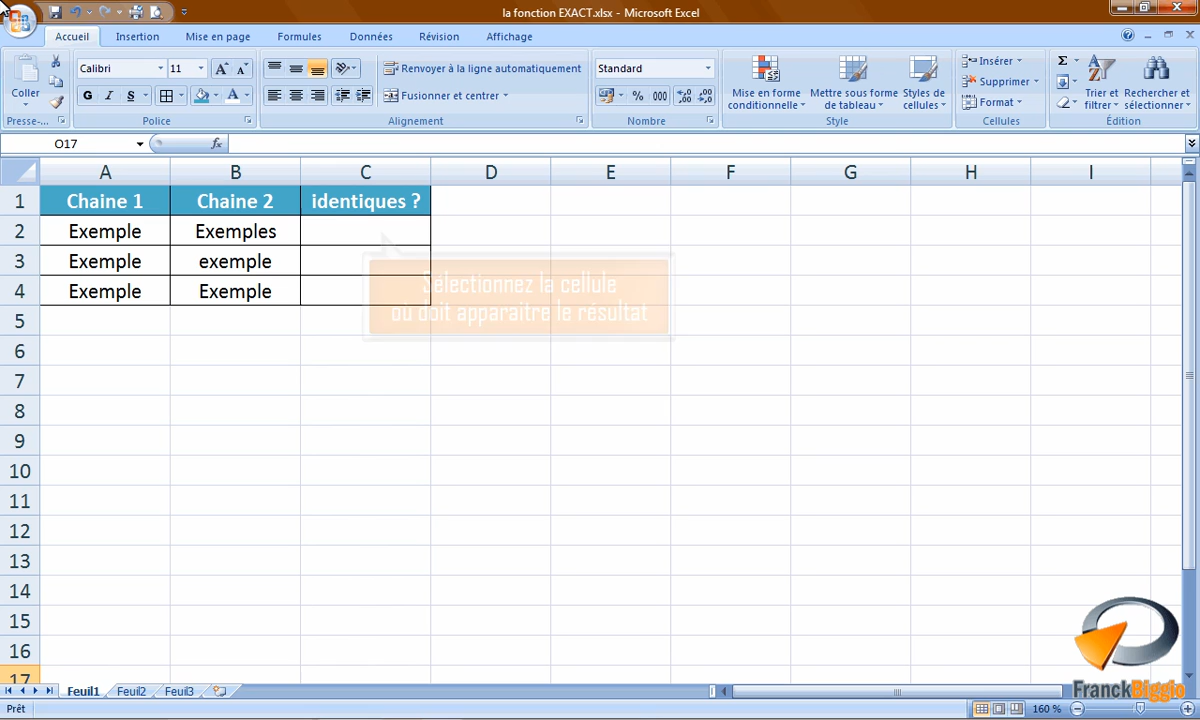 la fonction EXACT.xlsx - Microsoft Excel
Accueil Insertion Mise en page Formules Données Révision Affichage
Coller
Calibri 11
G I S
Renvoyer à la ligne automatiquement
Fusionner et centrer
Standard
% 000
Mise en forme conditionnelle
Mettre sous forme de tableau
Styles de cellules
Insérer
Supprimer
Format
Trier et filtrer
Rechercher et sélectionner
Presse-... Police Alignement Nombre Style Cellules Édition
O17 fx
A B C D E F G H I
1 Chaine 1 Chaine 2 identiques ?
2 Exemple Exemples
3 Exemple exemple
4 Exemple Exemple
Sélectionnez la cellule
où doit apparaitre le résultat
5
6
7
8
9
10
11
12
13
14
15
16
17
FranckBiggio
Feuil1 Feuil2 Feuil3
Prêt 160 %